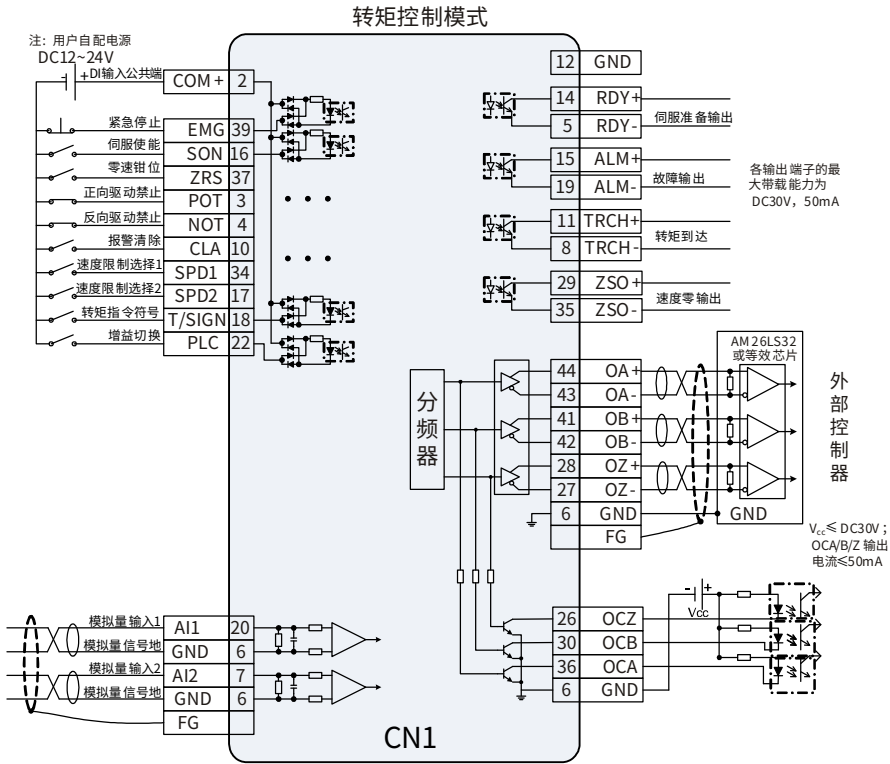 转矩控制模式
注: 用户自配电源
DC12~24V
- + DI输入公共端 COM+ 2
紧急停止 EMG 39
伺服使能 SON 16
零速钳位 ZRS 37
正向驱动禁止 POT 3
反向驱动禁止 NOT 4
报警清除 CLA 10
速度限制选择1 SPD1 34
速度限制选择2 SPD2 17
转矩指令符号 T/SIGN 18
增益切换 PLC 22
12 GND
14 RDY+
5 RDY-
伺服准备输出
15 ALM+
19 ALM-
故障输出
11 TRCH+
8 TRCH-
转矩到达
29 ZSO+
35 ZSO-
速度零输出
各输出端子的最
大带载能力为
DC30V，50mA
分频器
44 OA+
43 OA-
41 OB+
42 OB-
28 OZ+
27 OZ-
6 GND
FG
AM26LS32
或等效芯片
GND
外部控制器
Vcc≤ DC30V；
OCA/B/Z 输出
电流≤50mA
- +
Vcc
26 OCZ
30 OCB
36 OCA
6 GND
模拟量输入1 AI1 20
模拟量信号地 GND 6
模拟量输入2 AI2 7
模拟量信号地 GND 6
FG
CN1